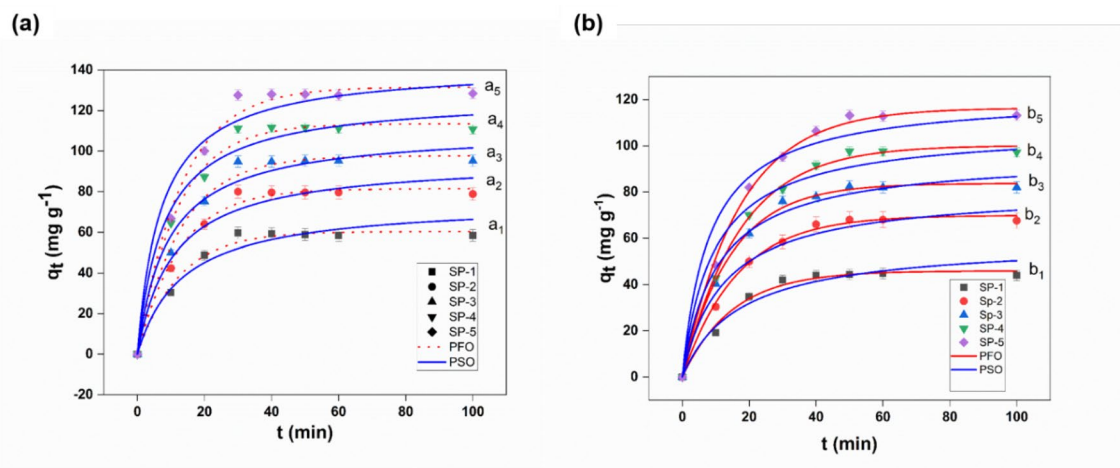 (a)
140
120
100
80
60
40
20
0
-20
0
20
40
60
80
100
t (min)
qt (mg g-1)
a5
a4
a3
a2
a1
SP-1
SP-2
SP-3
SP-4
SP-5
PFO
PSO
(b)
120
100
80
60
40
20
0
0
20
40
60
80
100
t (min)
qt (mg g-1)
b5
b4
b3
b2
b1
SP-1
Sp-2
Sp-3
SP-4
SP-5
PFO
PSO